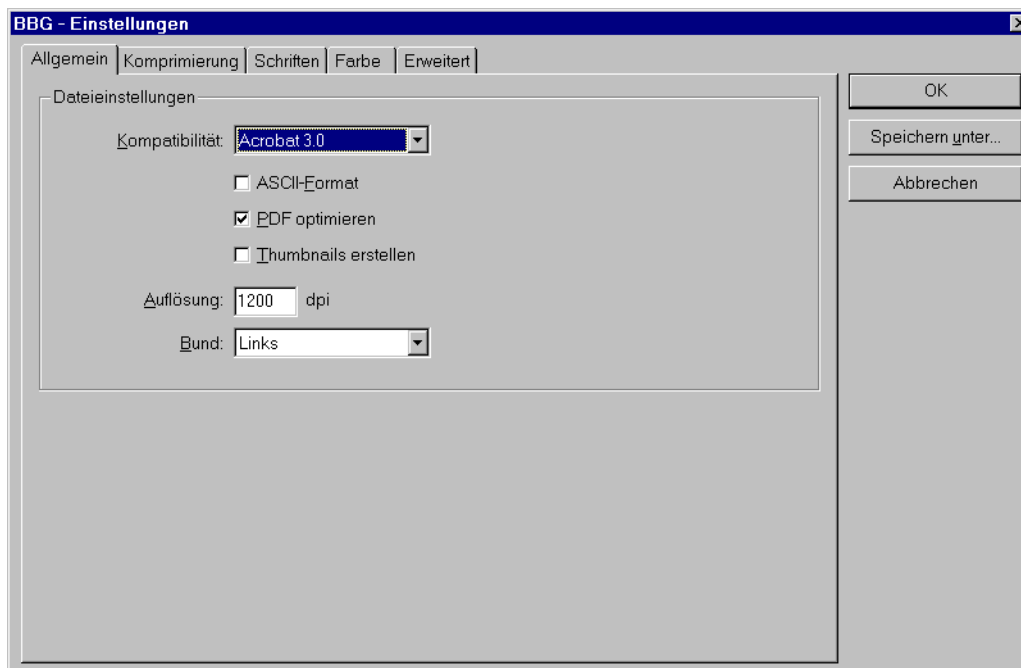 BBG - Einstellungen
Allgemein Komprimierung Schriften Farbe Erweitert
Dateieinstellungen
Kompatibilität: Acrobat 3.0
ASCII-Format
PDF optimieren
Thumbnails erstellen
Auflösung: 1200 dpi
Bund: Links
OK
Speichern unter...
Abbrechen